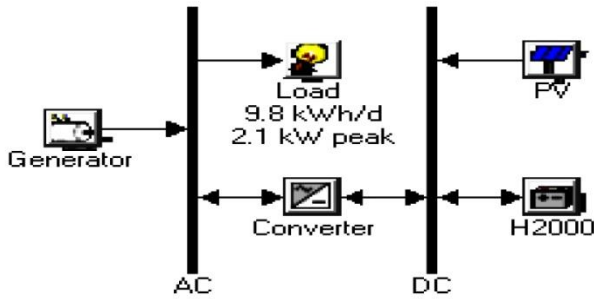 Load
9.8 kWh/d
2.1 kW peak
PV
Generator
Converter
H2000
AC
DC